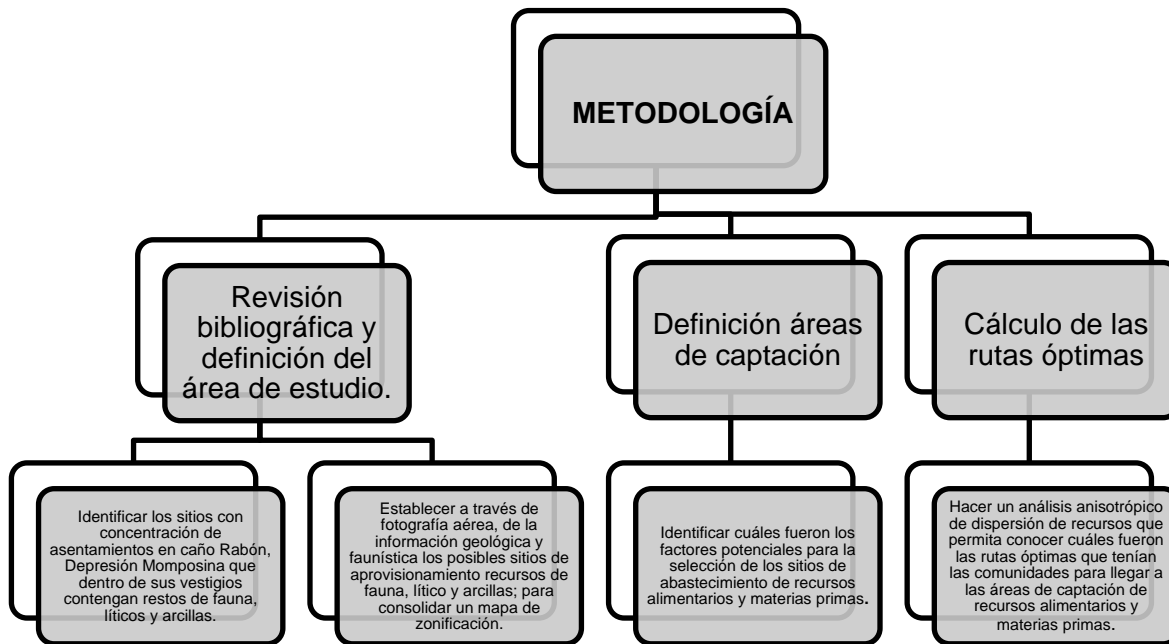 METODOLOGÍA
Revisión
bibliográfica y
definición del
área de estudio.
Definición áreas
de captación
Cálculo de las
rutas óptimas
Identificar los sitios con
concentración de
asentamientos en caño Rabón,
Depresión Momposina que
dentro de sus vestigios
contengan restos de fauna,
líticos y arcillas.
Establecer a través de
fotografía aérea, de la
información geológica y
faunística los posibles sitios de
aprovisionamiento recursos de
fauna, lítico y arcillas; para
consolidar un mapa de
zonificación.
Identificar cuáles fueron los
factores potenciales para la
selección de los sitios de
abastecimiento de recursos
alimentarios y materias primas.
Hacer un análisis anisotrópico
de dispersión de recursos que
permita conocer cuáles fueron
las rutas óptimas que tenían
las comunidades para llegar a
las áreas de captación de
recursos alimentarios y
materias primas.